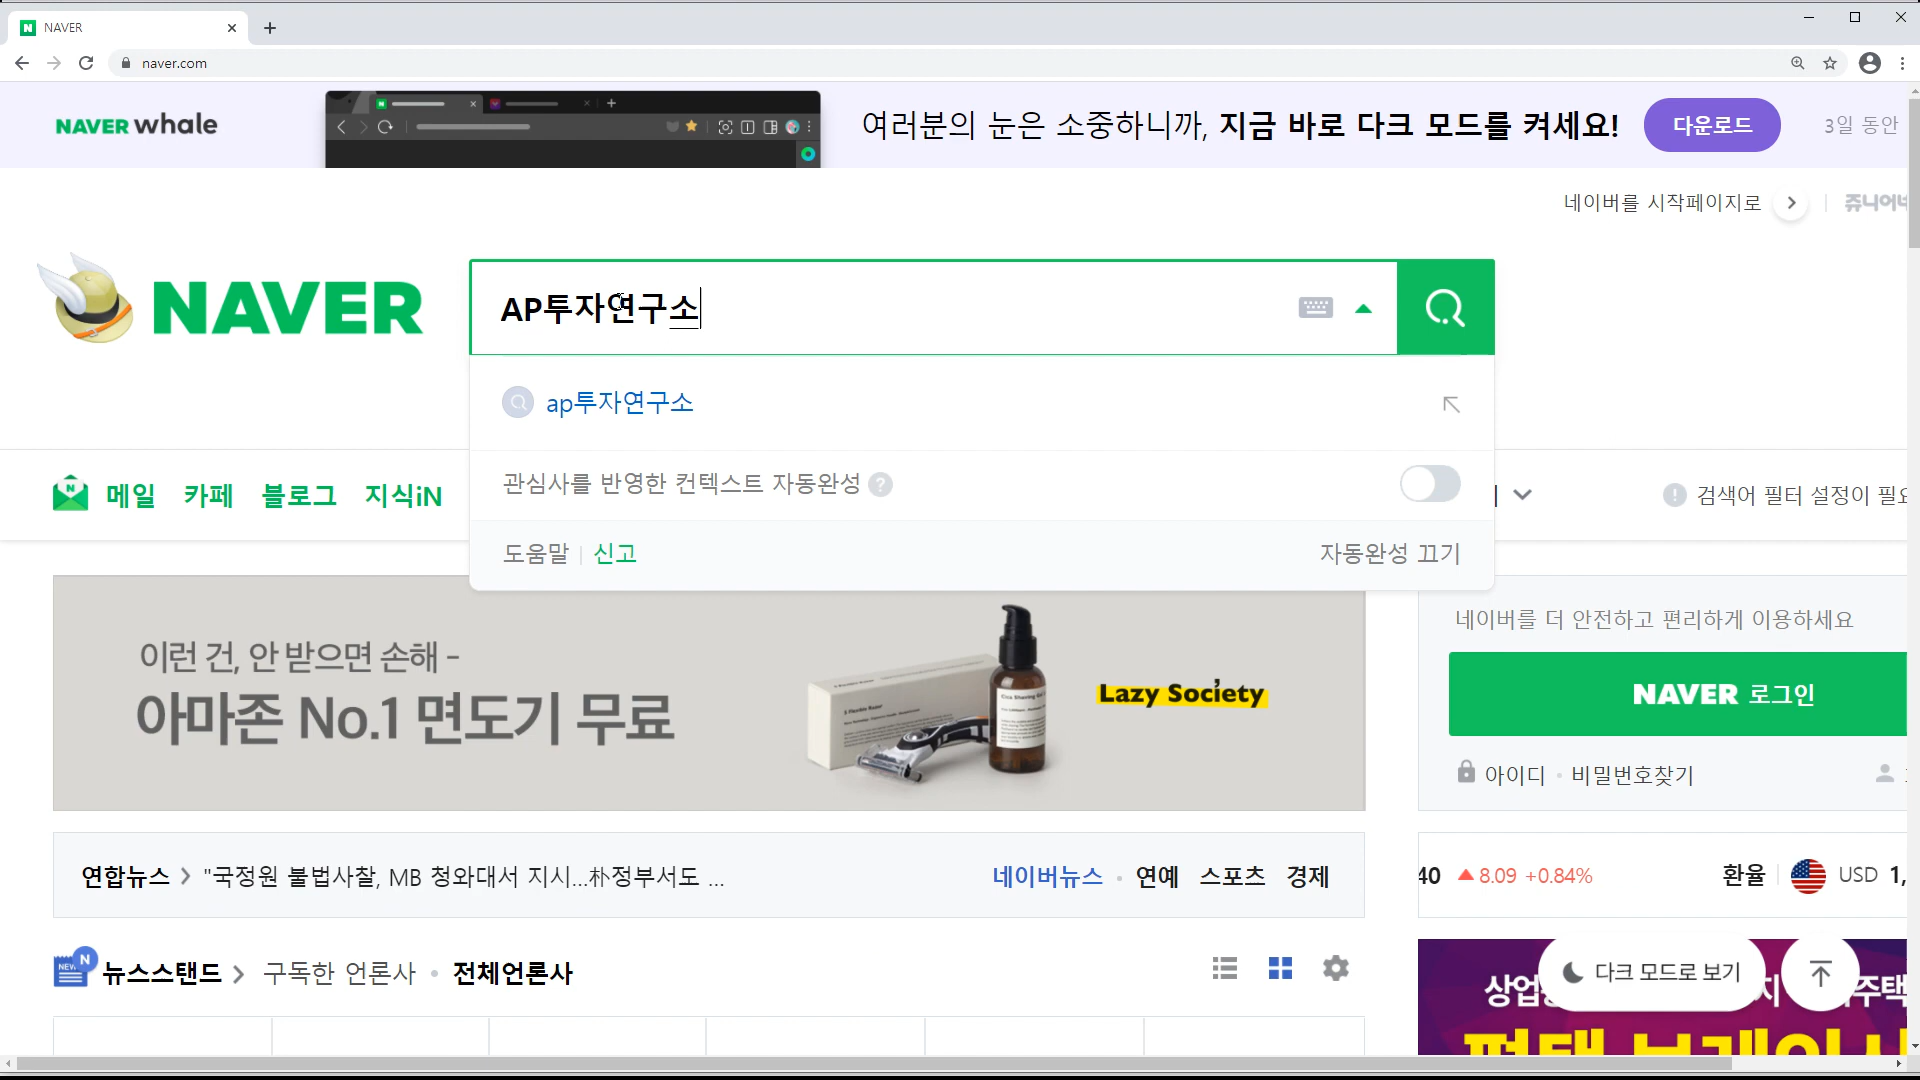 NAVER
naver.com
NAVER whale
여러분의 눈은 소중하니까, 지금 바로 다크 모드를 켜세요!
다운로드
3일 동안
네이버를 시작페이지로
쥬니어네
NAVER
AP투자연구소
ap투자연구소
관심사를 반영한 컨텍스트 자동완성 ?
도움말
신고
자동완성 끄기
메일 카페 블로그 지식iN
검색어 필터 설정이 필요
이런 건, 안 받으면 손해 -
아마존 No.1 면도기 무료
Lazy Society
네이버를 더 안전하고 편리하게 이용하세요
NAVER 로그인
아이디 · 비밀번호찾기
연합뉴스 > "국정원 불법사찰, MB 청와대서 지시...朴정부서도 ...
네이버뉴스 · 연예 스포츠 경제
40 ▲ 8.09 +0.84%
환율
USD 1,
뉴스스탠드 > 구독한 언론사 · 전체언론사
다크 모드로 보기
상업
지
주택